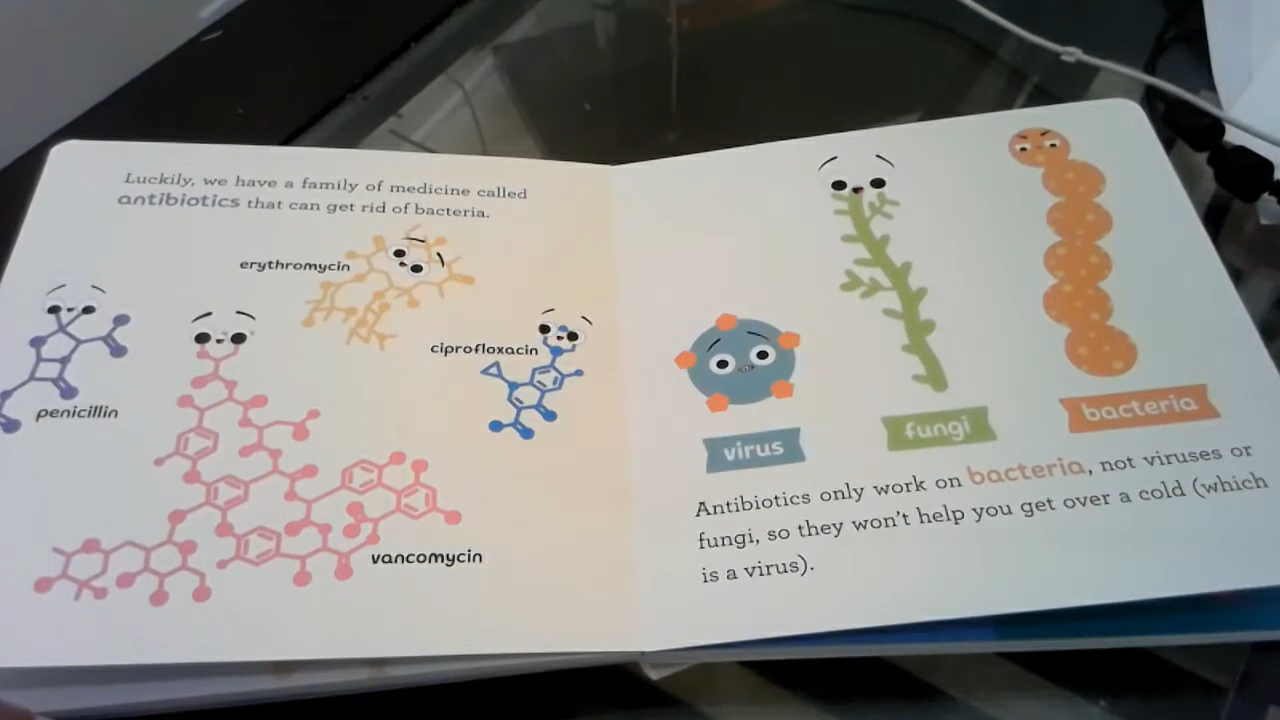 Luckily, we have a family of medicine called
antibiotics that can get rid of bacteria.
erythromycin
ciprofloxacin
penicillin
vancomycin
virus
fungi
bacteria
Antibiotics only work on bacteria, not viruses or
fungi, so they won't help you get over a cold (which
is a virus).